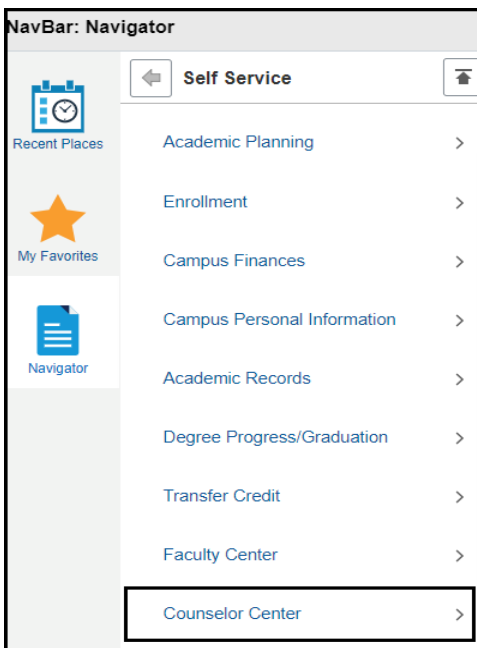 NavBar: Navigator
Self Service
Recent Places
My Favorites
Navigator
Academic Planning
Enrollment
Campus Finances
Campus Personal Information
Academic Records
Degree Progress/Graduation
Transfer Credit
Faculty Center
Counselor Center